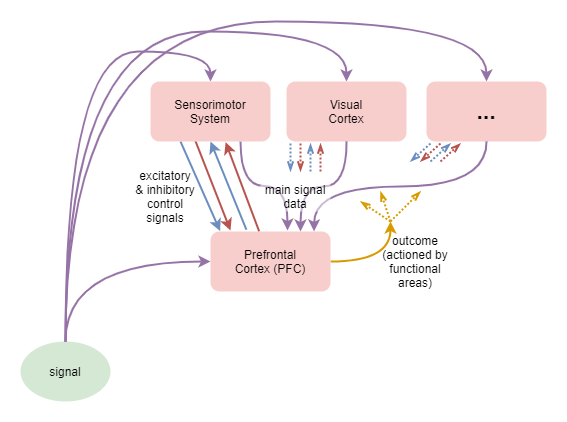 Sensorimotor
System
Visual
Cortex
...
excitatory
& inhibitory
control
signals
main signal
data
Prefrontal
Cortex (PFC)
outcome
(actioned by
functional
areas)
signal